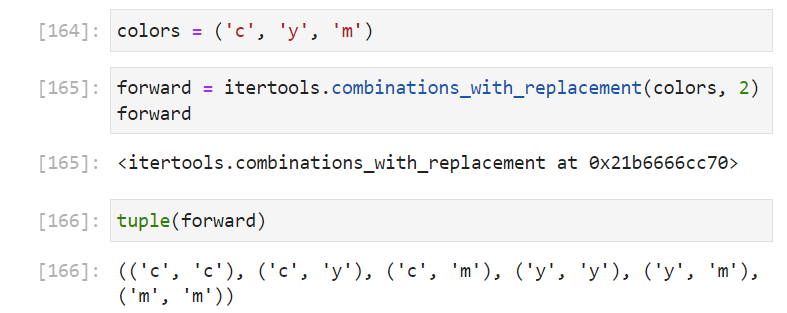 [164]: colors = ('c', 'y', 'm')
[165]: forward = itertools.combinations_with_replacement(colors, 2)
forward
[165]: <itertools.combinations_with_replacement at 0x21b6666cc70>
[166]: tuple(forward)
[166]: (('c', 'c'), ('c', 'y'), ('c', 'm'), ('y', 'y'), ('y', 'm'),
('m', 'm'))